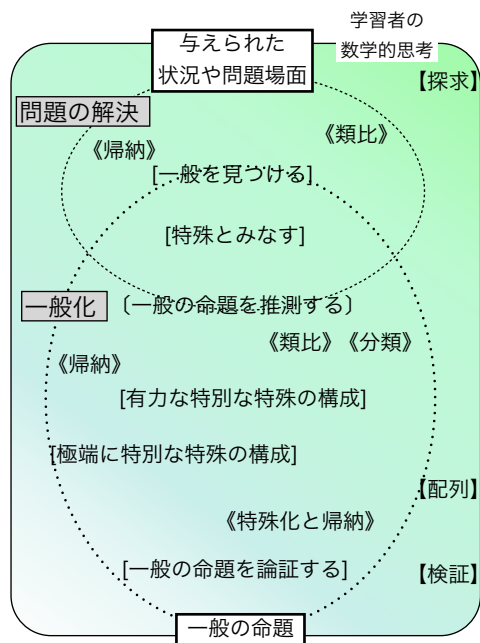 学習者の
数学的思考
与えられた
状況や問題場面
【探求】
問題の解決
《類比》
《帰納》
[一般を見つける]
[特殊とみなす]
一般化
〔一般の命題を推測する〕
《類比》《分類》
《帰納》
[有力な特別な特殊の構成]
[極端に特別な特殊の構成]
【配列】
《特殊化と帰納》
[一般の命題を論証する]
【検証】
一般の命題